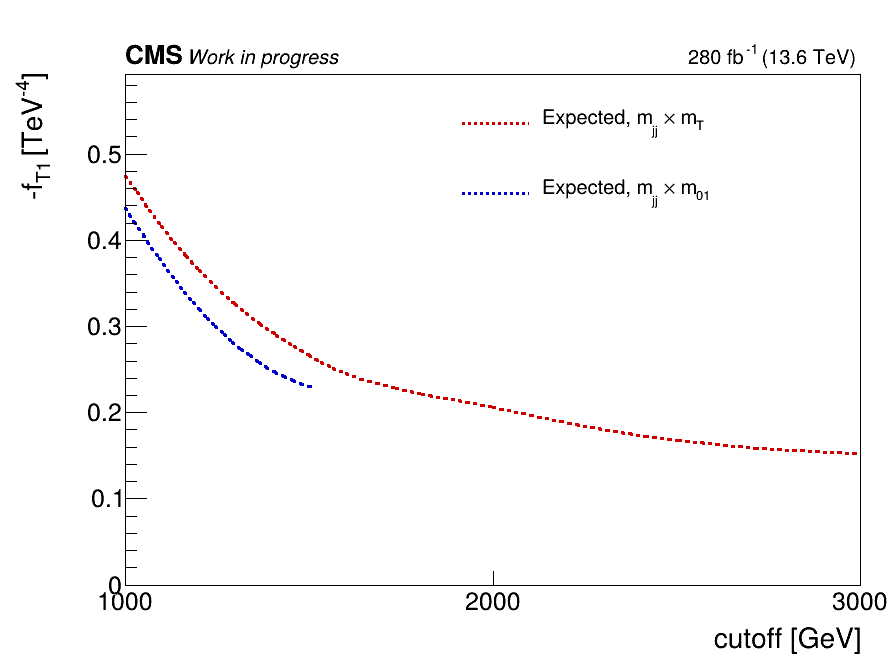 CMS Work in progress 280 fb⁻¹ (13.6 TeV)
-f_T1 [TeV⁻⁴]
Expected, m_jj × m_T
Expected, m_jj × m_01
0.5
0.4
0.3
0.2
0.1
0
1000 2000 3000
cutoff [GeV]